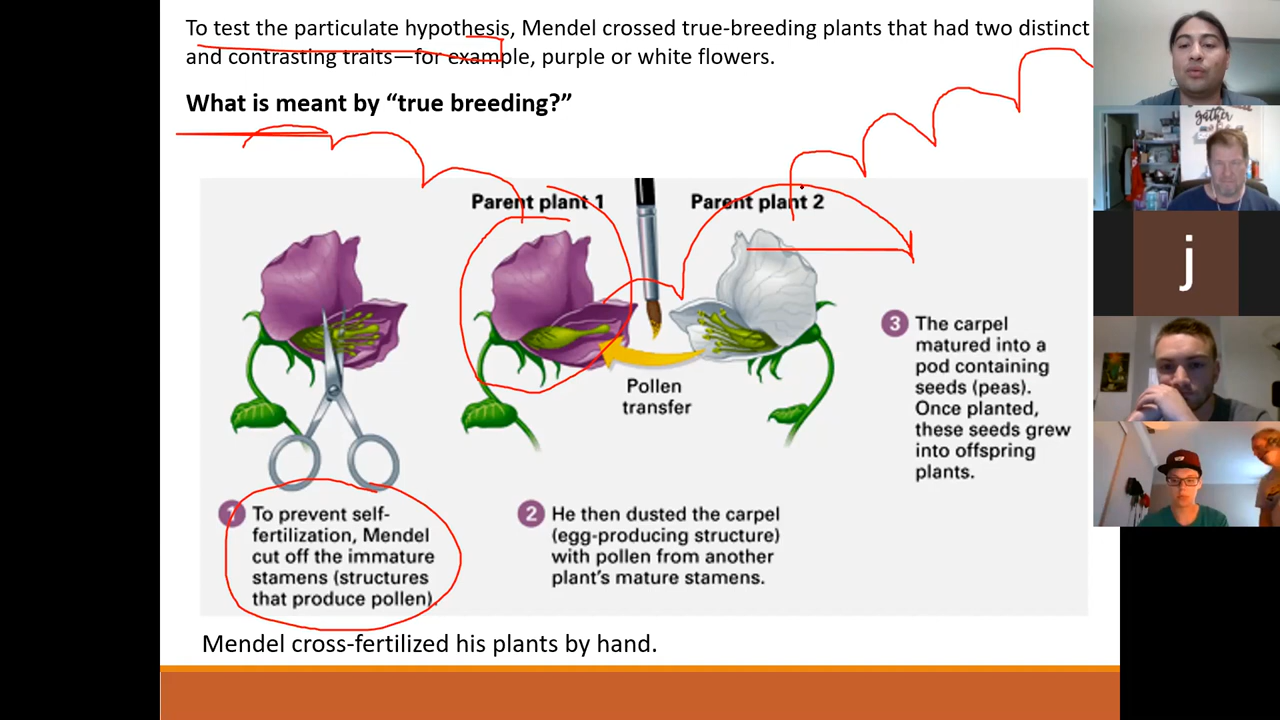 To test the particulate hypothesis, Mendel crossed true-breeding plants that had two distinct
and contrasting traits—for example, purple or white flowers.
What is meant by “true breeding?”
gather
Parent plant 1
Parent plant 2
j
Pollen
transfer
3 The carpel
matured into a
pod containing
seeds (peas).
Once planted,
these seeds grew
into offspring
plants.
1 To prevent self-
fertilization, Mendel
cut off the immature
stamens (structures
that produce pollen).
2 He then dusted the carpel
(egg-producing structure)
with pollen from another
plant's mature stamens.
Mendel cross-fertilized his plants by hand.